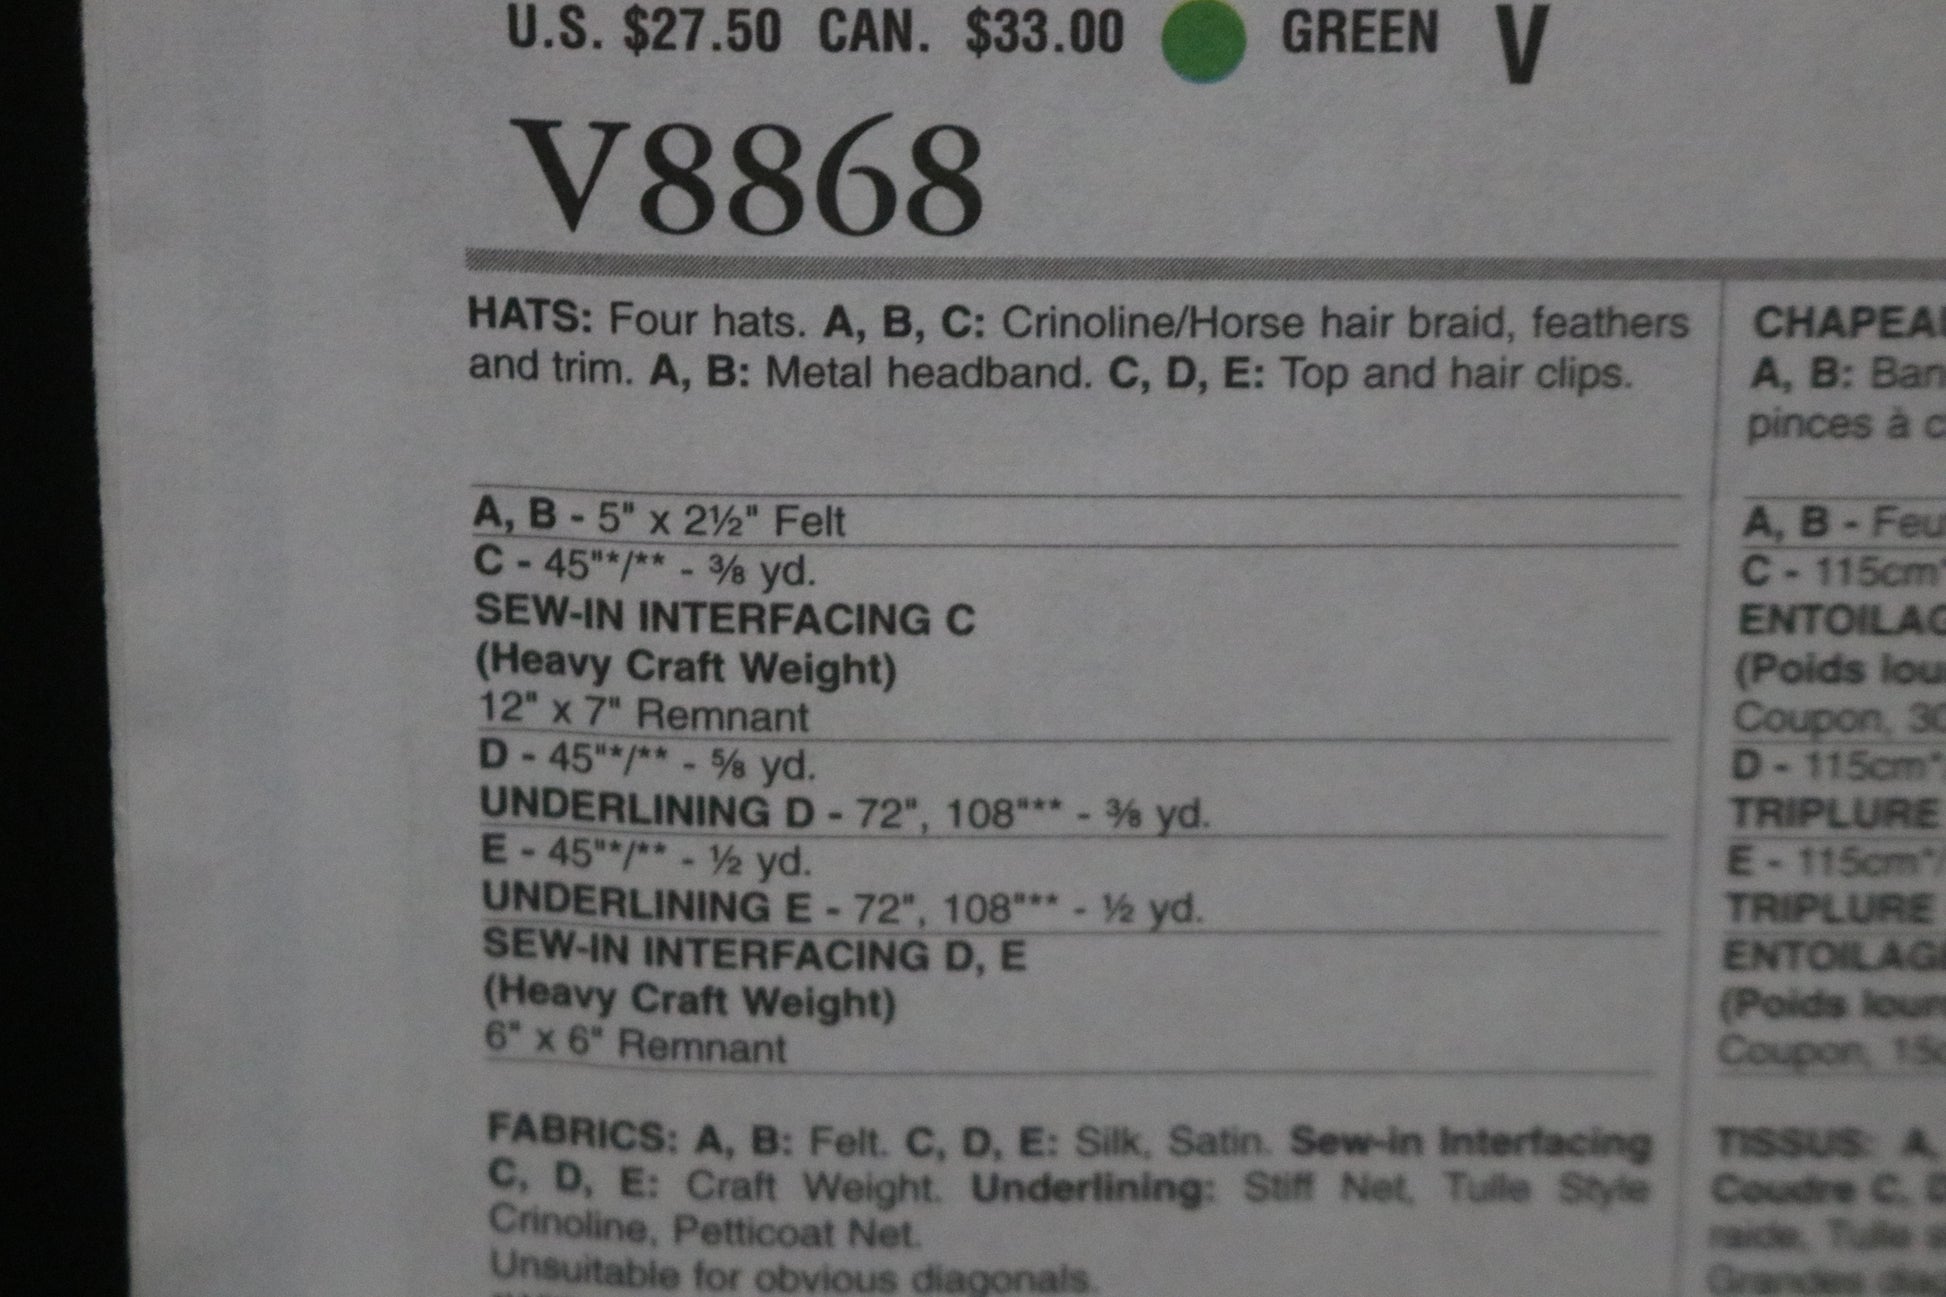 U.S. $27.50 CAN. $33.00 GREEN V
V8868
HATS: Four hats. A, B, C: Crinoline/Horse hair braid, feathers
and trim. A, B: Metal headband. C, D, E: Top and hair clips.
A, B - 5" x 2½" Felt
C - 45"*/** - ⅜ yd.
SEW-IN INTERFACING C
(Heavy Craft Weight)
12" x 7" Remnant
D - 45"*/** - ⅝ yd.
UNDERLINING D - 72", 108"*** - ⅜ yd.
E - 45"*/** - ½ yd.
UNDERLINING E - 72", 108"*** - ½ yd.
SEW-IN INTERFACING D, E
(Heavy Craft Weight)
6" x 6" Remnant
FABRICS: A, B: Felt. C, D, E: Silk, Satin. Sew-in Interfacing
C, D, E: Craft Weight. Underlining: Stiff Net, Tulle Style
Crinoline, Petticoat Net.
Unsuitable for obvious diagonals.
CHAPEA
A, B: Ban
pinces à c
A, B - Feu
C - 115cm*
ENTOILAG
(Poids lou
Coupon, 30
D - 115cm*/
TRIPLURE
E - 115cm*/
TRIPLURE
ENTOILAG
(Poids lour
Coupon, 15c
TISSUS: A,
Coudre C, D
raide, Tulle s
Grandes dia